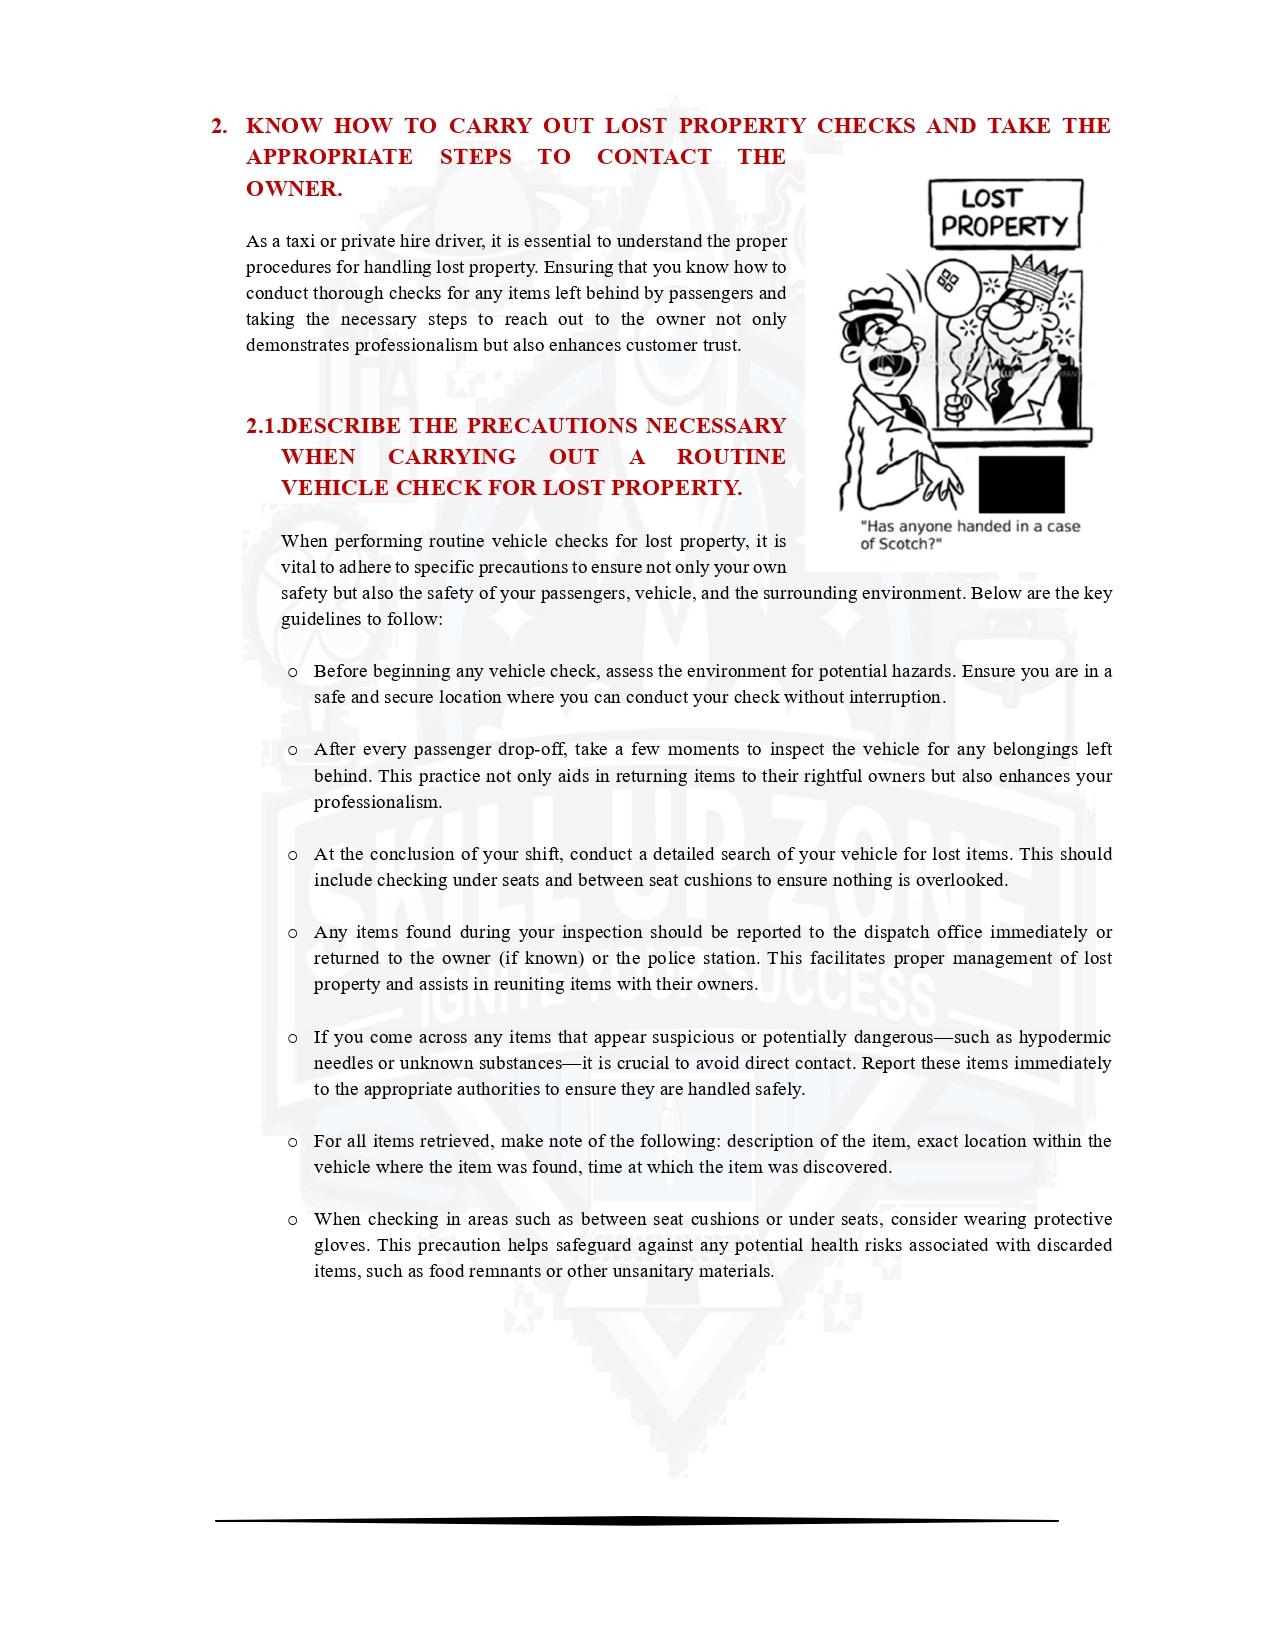 2. KNOW HOW TO CARRY OUT LOST PROPERTY CHECKS AND TAKE THE
APPROPRIATE STEPS TO CONTACT THE
OWNER.
As a taxi or private hire driver, it is essential to understand the proper
procedures for handling lost property. Ensuring that you know how to
conduct thorough checks for any items left behind by passengers and
taking the necessary steps to reach out to the owner not only
demonstrates professionalism but also enhances customer trust.
LOST
PROPERTY
"Has anyone handed in a case
of Scotch?"
2.1.DESCRIBE THE PRECAUTIONS NECESSARY
WHEN CARRYING OUT A ROUTINE
VEHICLE CHECK FOR LOST PROPERTY.
When performing routine vehicle checks for lost property, it is
vital to adhere to specific precautions to ensure not only your own
safety but also the safety of your passengers, vehicle, and the surrounding environment. Below are the key
guidelines to follow:
o Before beginning any vehicle check, assess the environment for potential hazards. Ensure you are in a
safe and secure location where you can conduct your check without interruption.
o After every passenger drop-off, take a few moments to inspect the vehicle for any belongings left
behind. This practice not only aids in returning items to their rightful owners but also enhances your
professionalism.
o At the conclusion of your shift, conduct a detailed search of your vehicle for lost items. This should
include checking under seats and between seat cushions to ensure nothing is overlooked.
o Any items found during your inspection should be reported to the dispatch office immediately or
returned to the owner (if known) or the police station. This facilitates proper management of lost
property and assists in reuniting items with their owners.
o If you come across any items that appear suspicious or potentially dangerous—such as hypodermic
needles or unknown substances—it is crucial to avoid direct contact. Report these items immediately
to the appropriate authorities to ensure they are handled safely.
o For all items retrieved, make note of the following: description of the item, exact location within the
vehicle where the item was found, time at which the item was discovered.
o When checking in areas such as between seat cushions or under seats, consider wearing protective
gloves. This precaution helps safeguard against any potential health risks associated with discarded
items, such as food remnants or other unsanitary materials.
SKILL UP ZONE
IGNITE YOUR SUCCESS